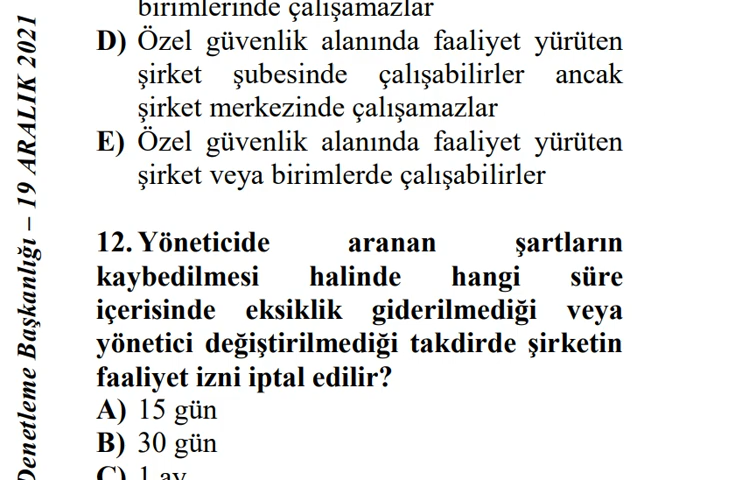 birimlerinde çalışamazlar
D) Özel güvenlik alanında faaliyet yürüten
şirket şubesinde çalışabilirler ancak
şirket merkezinde çalışamazlar
E) Özel güvenlik alanında faaliyet yürüten
şirket veya birimlerde çalışabilirler
12. Yöneticide aranan şartların
kaybedilmesi halinde hangi süre
içerisinde eksiklik giderilmediği veya
yönetici değiştirilmediği takdirde şirketin
faaliyet izni iptal edilir?
A) 15 gün
B) 30 gün
C) 1 ay
Denetleme Başkanlığı – 19 ARALIK 2021